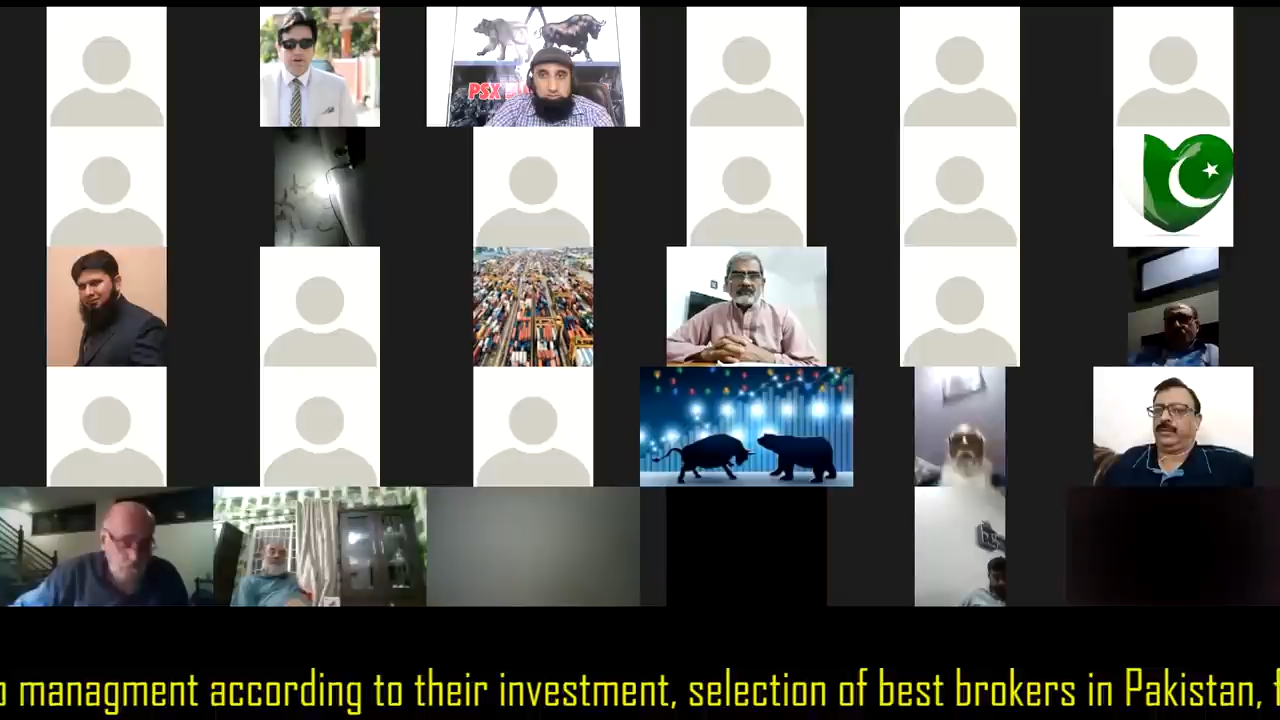 PSX
managment according to their investment, selection of best brokers in Pakistan,